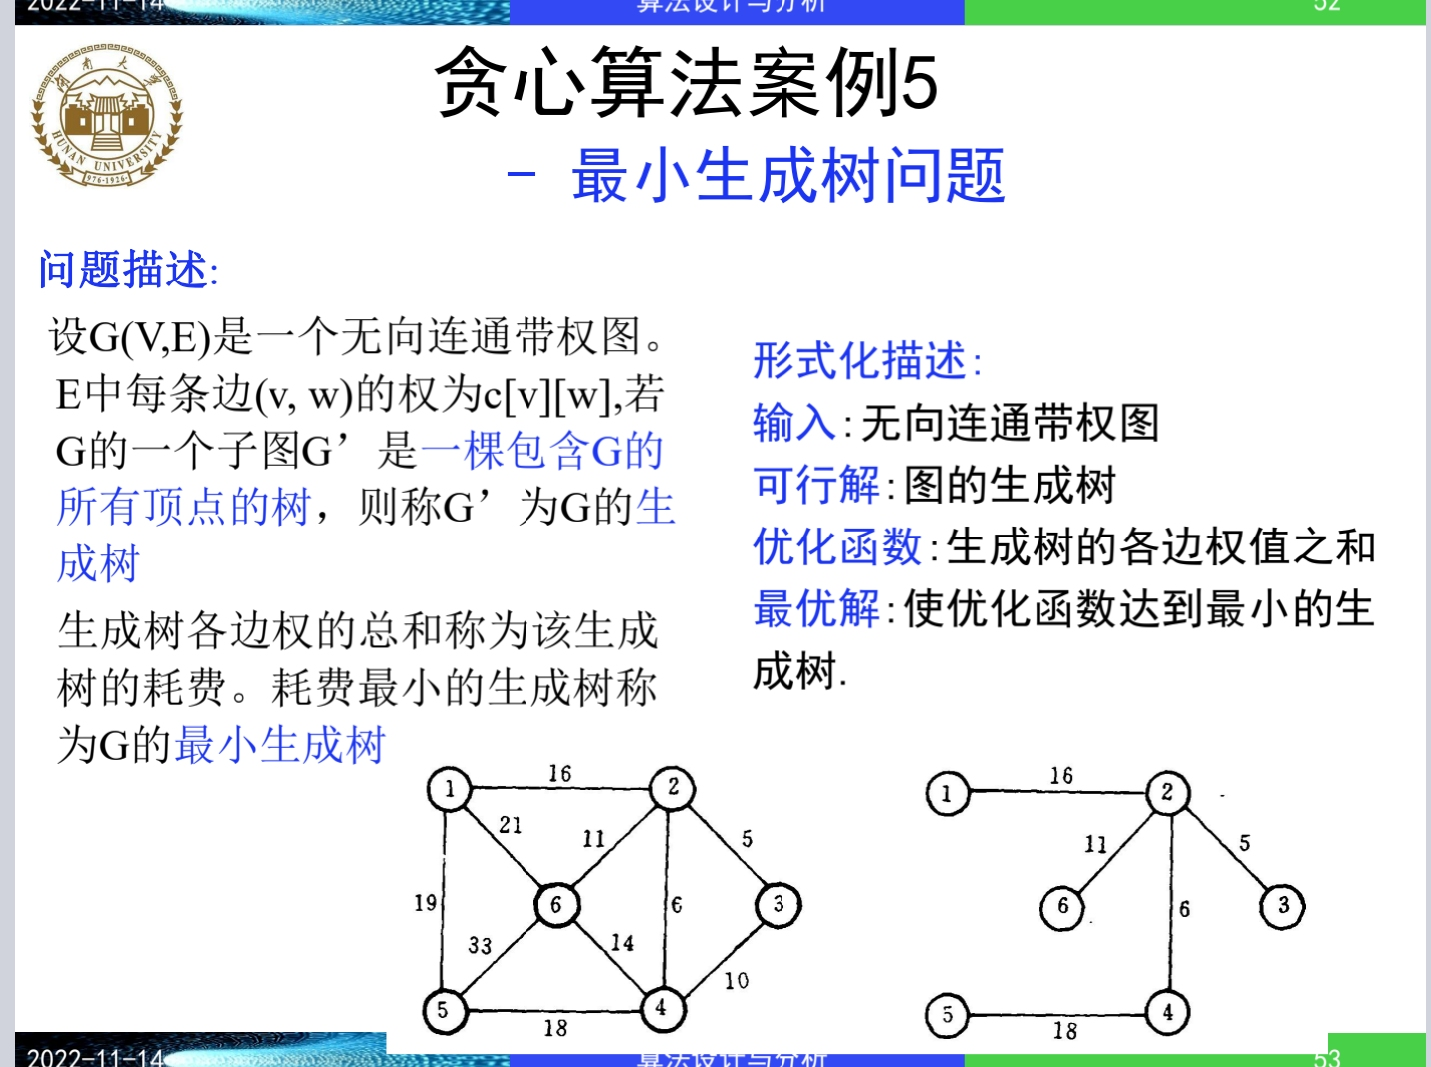 2022-11-14
算法设计与分析
52
湖南大学
HUNAN UNIVERSITY
976-1926
贪心算法案例5
- 最小生成树问题
问题描述:
设G(V,E)是一个无向连通带权图。
E中每条边(v, w)的权为c[v][w],若
G的一个子图G’ 是一棵包含G的
所有顶点的树，则称G’ 为G的生
成树
生成树各边权的总和称为该生成
树的耗费。耗费最小的生成树称
为G的最小生成树
形式化描述:
输入:无向连通带权图
可行解:图的生成树
优化函数:生成树的各边权值之和
最优解:使优化函数达到最小的生
成树.
1 16 2
21 11 5
19 6 6 3
33 14 10
5 18 4
1 16 2
11 5
6 6 3
5 18 4
2022-11-14
算法设计与分析
53